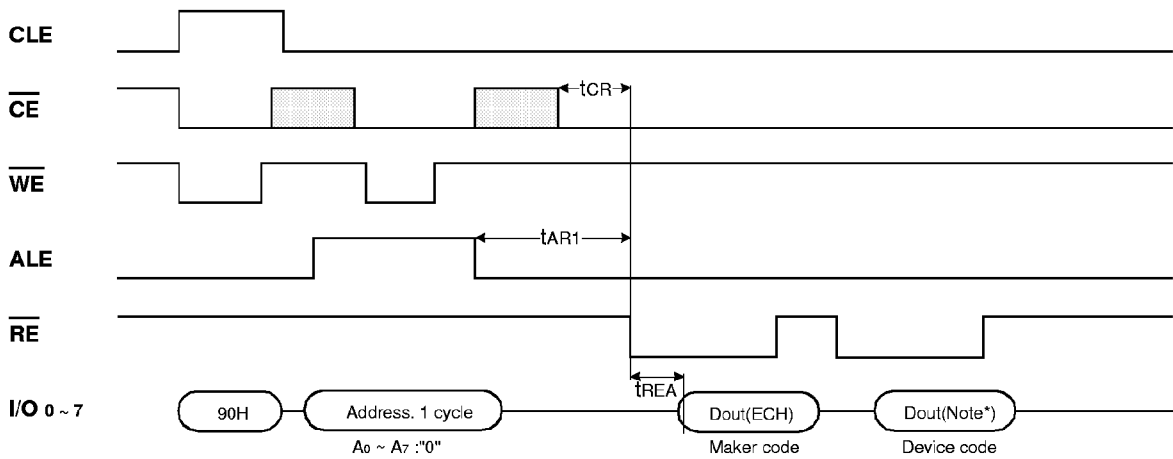 CLE
CE
tCR
WE
ALE
tAR1
RE
tREA
I/O 0 ~ 7
90H
Address. 1 cycle
Dout(ECH)
Dout(Note*)
A0 ~ A7 :"0"
Maker code
Device code